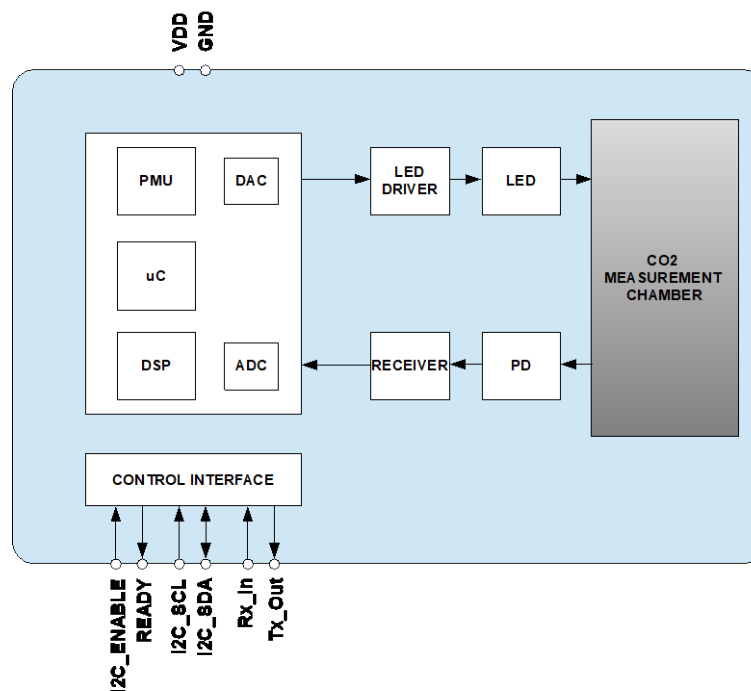 VDD
GND
PMU
DAC
LED
DRIVER
LED
CO2
MEASUREMENT
CHAMBER
uC
DSP
ADC
RECEIVER
PD
CONTROL INTERFACE
I2C_ENABLE
READY
I2C_SCL
I2C_SDA
Rx_In
Tx_Out